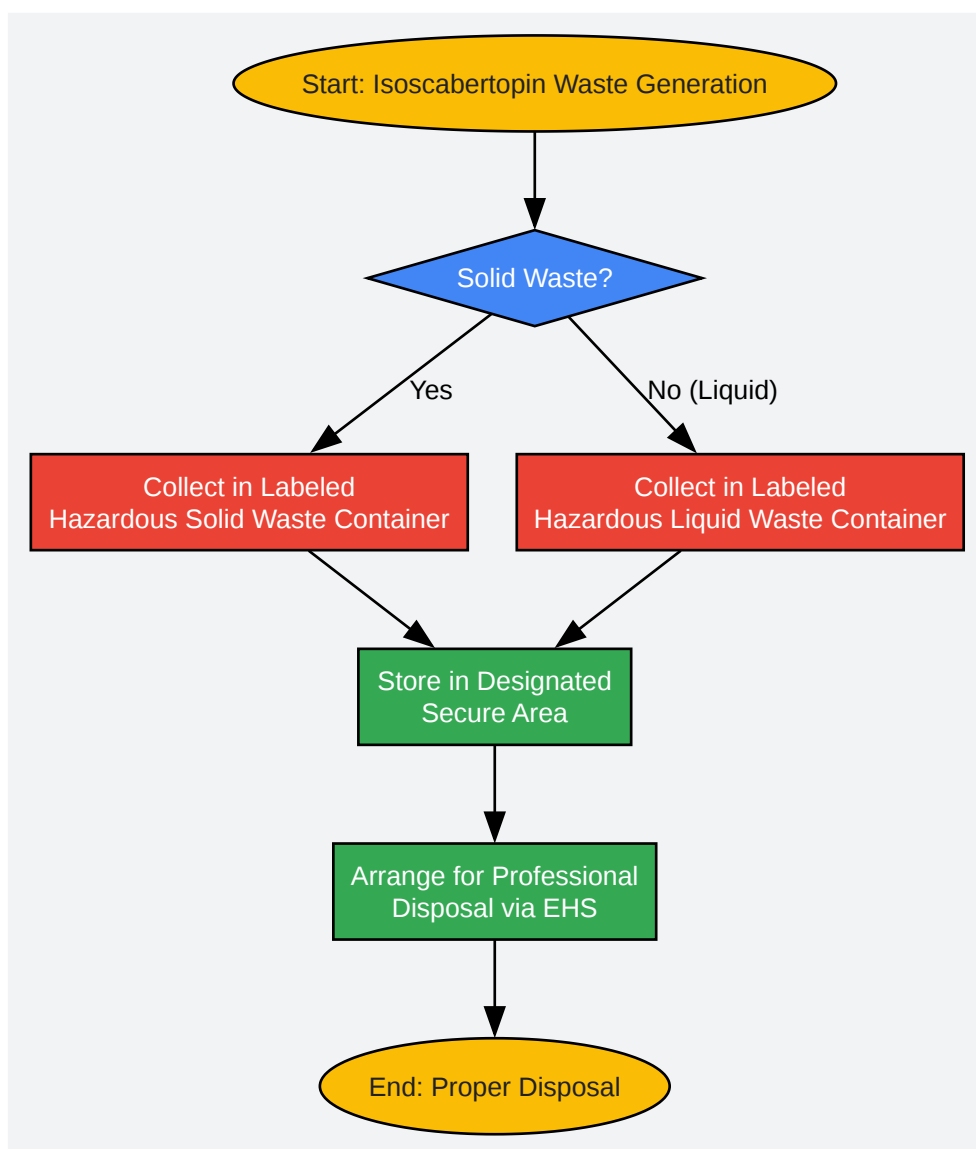 Start: Isoscabertopin Waste Generation
Solid Waste?
Yes
No (Liquid)
Collect in Labeled
Hazardous Solid Waste Container
Collect in Labeled
Hazardous Liquid Waste Container
Store in Designated
Secure Area
Arrange for Professional
Disposal via EHS
End: Proper Disposal